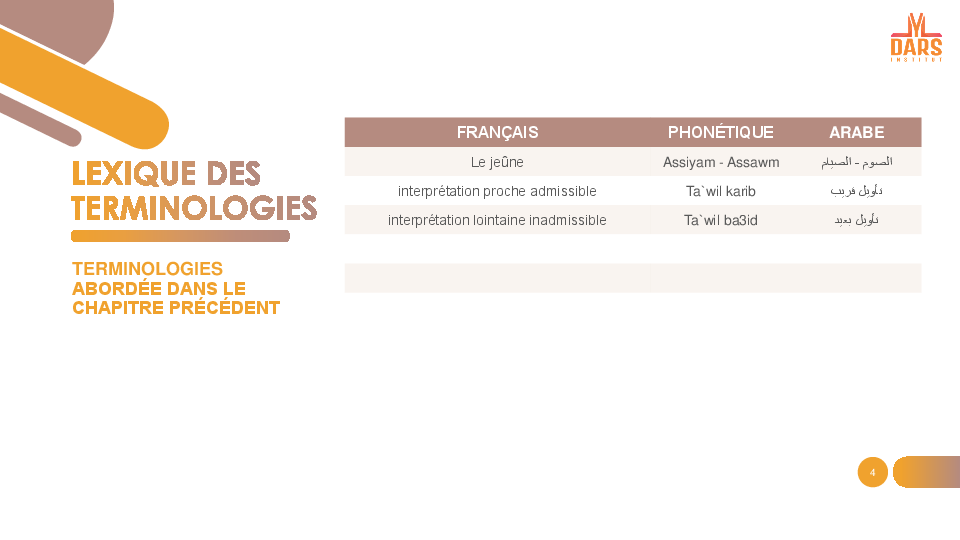 DARS
INSTITUT
LEXIQUE DES
TERMINOLOGIES
TERMINOLOGIES
ABORDÉE DANS LE
CHAPITRE PRÉCÉDENT
FRANÇAIS PHONÉTIQUE ARABE
Le jeûne Assiyam - Assawm الصوم - الصيام
interprétation proche admissible Ta`wil karib تأويل قريب
interprétation lointaine inadmissible Ta`wil ba3id تأويل بعيد
4